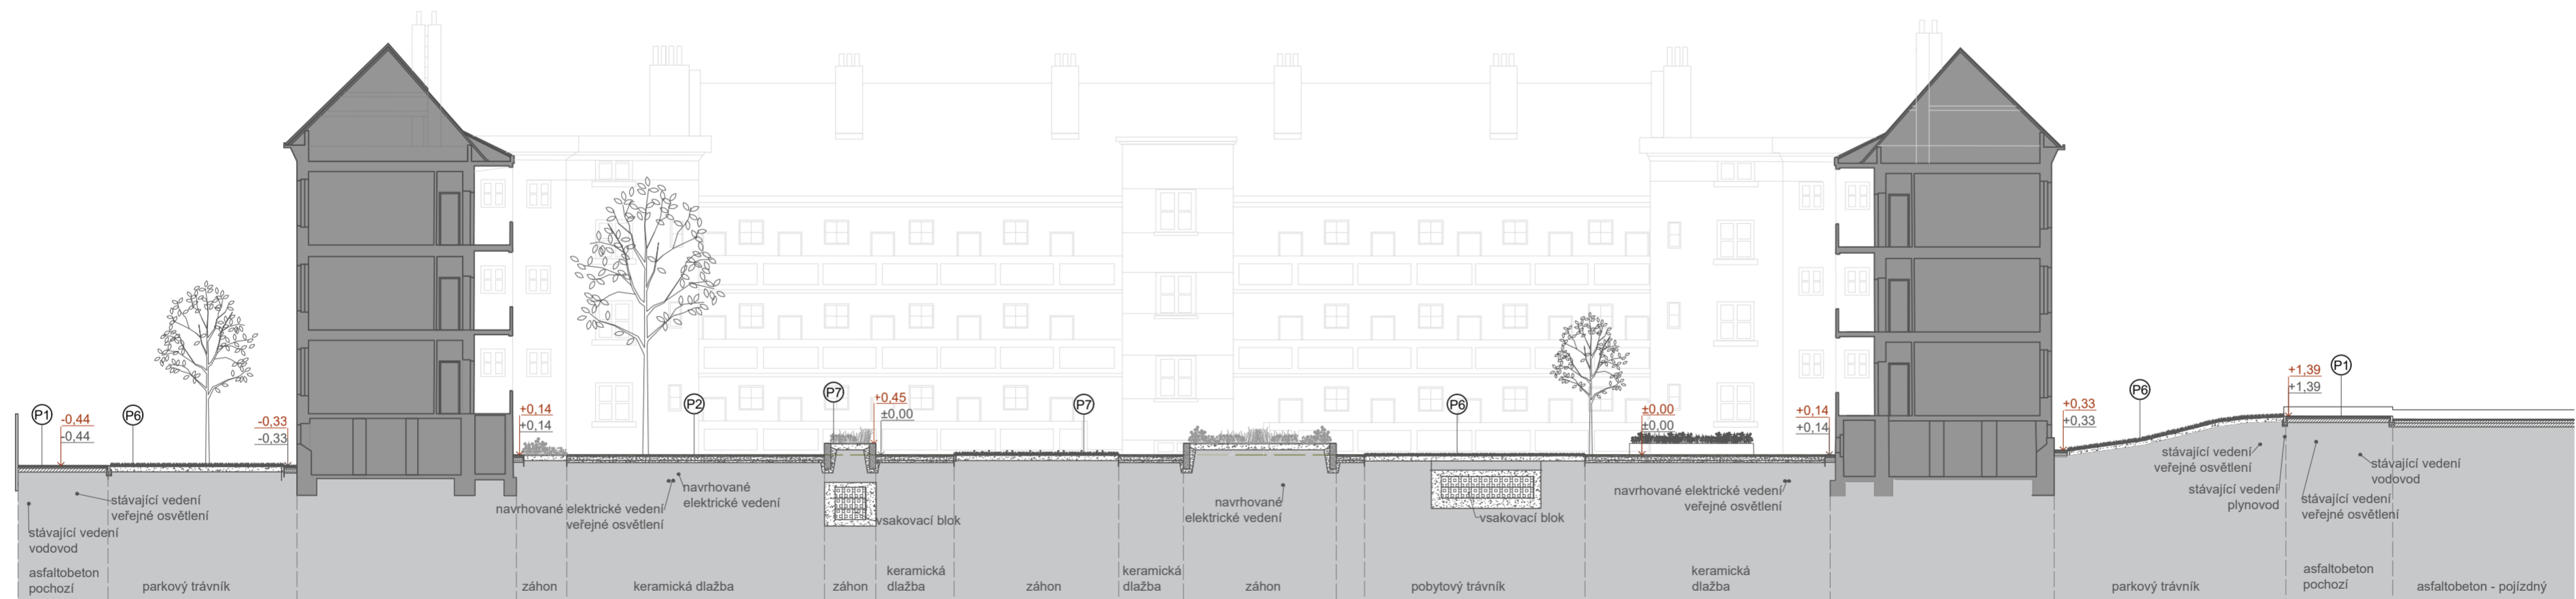 P1
-0,44
-0,44
P6
-0,33
-0,33
+0,14
+0,14
P2
P7
+0,45
±0,00
P7
P6
±0,00
±0,00
+0,14
+0,14
+0,33
+0,33
P6
+1,39
+1,39
P1
stávající vedení
veřejné osvětlení
stávající vedení
vodovod
navrhované elektrické vedení
veřejné osvětlení
navrhované
elektrické vedení
vsakovací blok
navrhované
elektrické vedení
vsakovací blok
navrhované elektrické vedení
veřejné osvětlení
stávající vedení
veřejné osvětlení
stávající vedení
plynovod
stávající vedení
veřejné osvětlení
stávající vedení
vodovod
asfaltobeton
pochozí
parkový trávník
záhon
keramická dlažba
záhon
keramická
dlažba
záhon
keramická
dlažba
záhon
pobytový trávník
keramická
dlažba
parkový trávník
asfaltobeton
pochozí
asfaltobeton - pojízdný